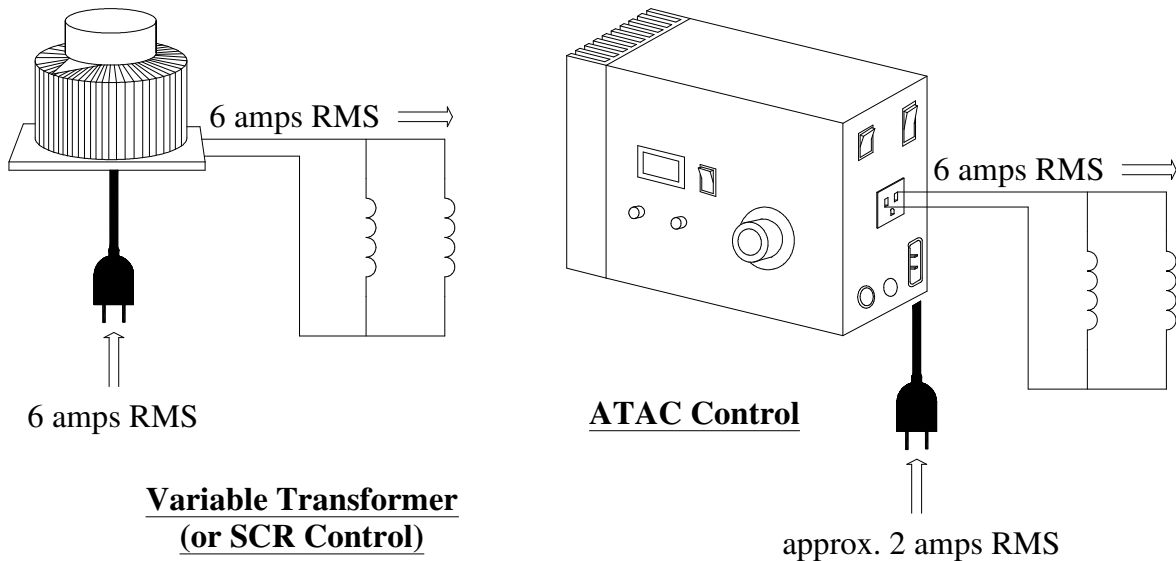 6 amps RMS
6 amps RMS
Variable Transformer
(or SCR Control)
6 amps RMS
ATAC Control
approx. 2 amps RMS